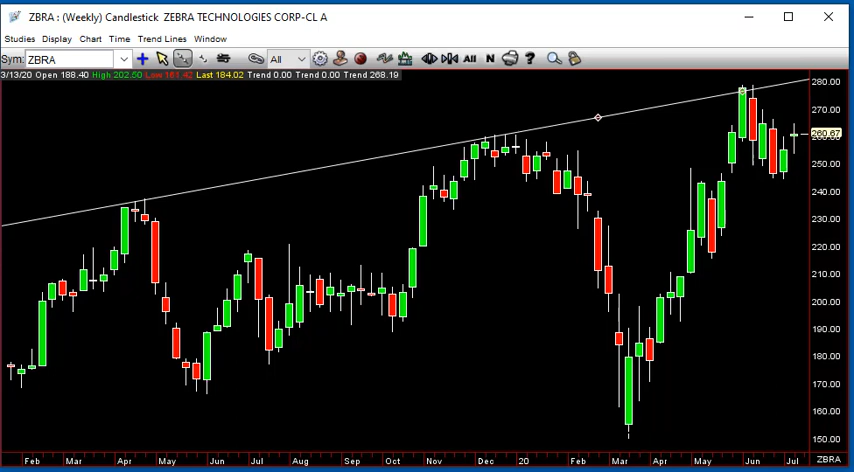 ZBRA : (Weekly) Candlestick  ZEBRA TECHNOLOGIES CORP-CL A
Studies Display Chart Time Trend Lines Window
Sym: ZBRA All All N ?
3/13/20 Open 188.40 High 202.50 Low 161.42 Last 184.02 Trend 0.00 Trend 0.00 Trend 268.19
280.00
270.00
260.67
250.00
240.00
230.00
220.00
210.00
200.00
190.00
180.00
170.00
160.00
150.00
Feb Mar Apr May Jun Jul Aug Sep Oct Nov Dec 20 Feb Mar Apr May Jun Jul ZBRA